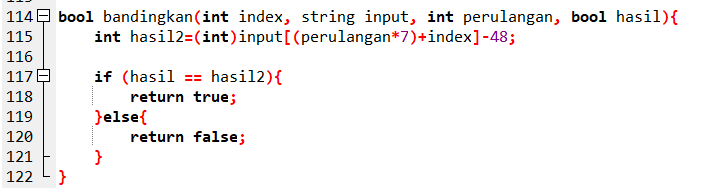 114 bool bandingkan(int index, string input, int perulangan, bool hasil){
115 int hasil2=(int)input[(perulangan*7)+index]-48;
116
117 if (hasil == hasil2){
118 return true;
119 }else{
120 return false;
121 }
122 }